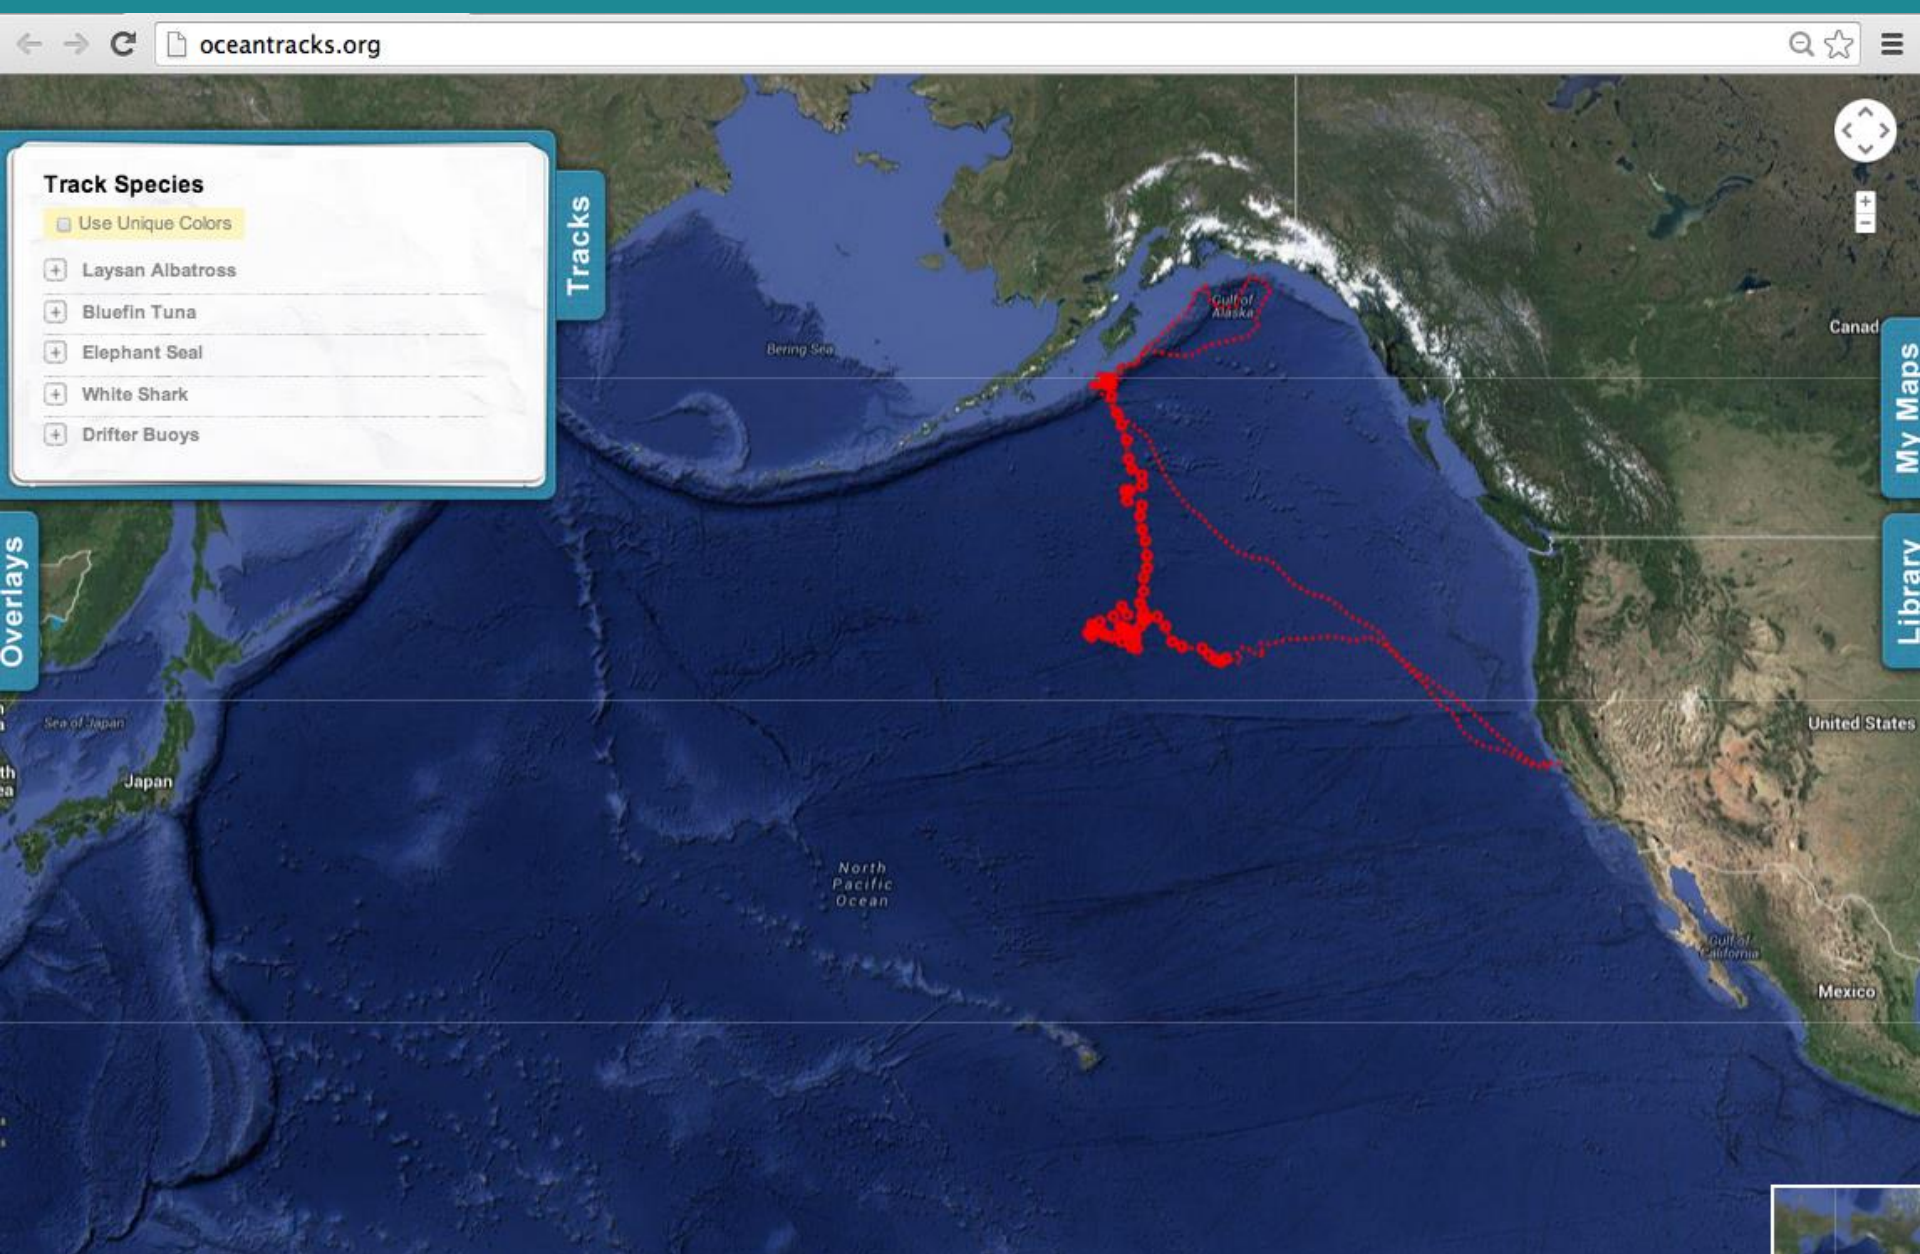 oceantracks.org
Track Species
Use Unique Colors
Laysan Albatross
Bluefin Tuna
Elephant Seal
White Shark
Drifter Buoys
Tracks
Overlays
My Maps
Library
Bering Sea
Gulf of
Alaska
Canad
United States
Sea of Japan
Japan
th
ea
North
Pacific
Ocean
Gulf of
California
Mexico